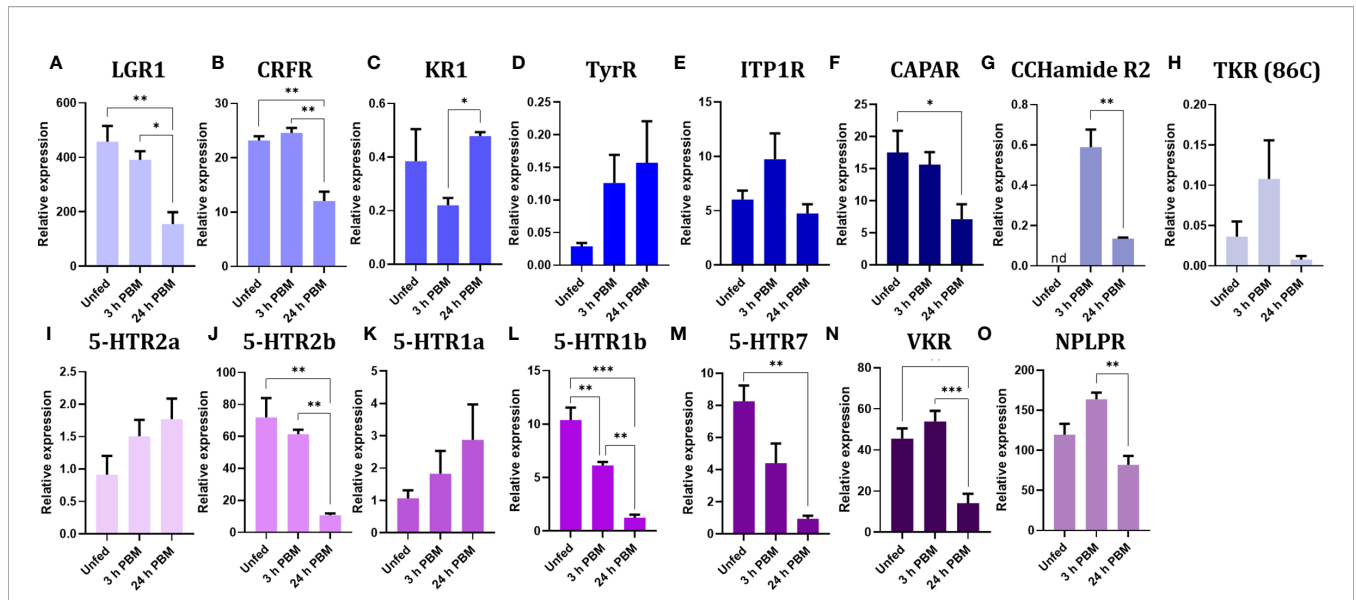 A LGR1
Relative expression
600
400
200
0
** 
*
Unfed
3 h PBM
24 h PBM
B CRFR
Relative expression
30
20
10
0
**
**
Unfed
3 h PBM
24 h PBM
C KR1
Relative expression
0.6
0.4
0.2
0.0
*
Unfed
3 h PBM
24 h PBM
D TyrR
Relative expression
0.25
0.20
0.15
0.10
0.05
0.00
Unfed
3 h PBM
24 h PBM
E ITP1R
Relative expression
15
10
5
0
Unfed
3 h PBM
24 h PBM
F CAPAR
Relative expression
25
20
15
10
5
0
*
Unfed
3 h PBM
24 h PBM
G CCHamide R2
Relative expression
0.8
0.6
0.4
0.2
0.0
**
nd
Unfed
3 h PBM
24 h PBM
H TKR (86C)
Relative expression
0.20
0.15
0.10
0.05
0.00
Unfed
3 h PBM
24 h PBM
I 5-HTR2a
Relative expression
2.5
2.0
1.5
1.0
0.5
0.0
Unfed
3 h PBM
24 h PBM
J 5-HTR2b
Relative expression
100
80
60
40
20
0
**
**
Unfed
3 h PBM
24 h PBM
K 5-HTR1a
Relative expression
5
4
3
2
1
0
Unfed
3 h PBM
24 h PBM
L 5-HTR1b
Relative expression
15
10
5
0
***
**
**
Unfed
3 h PBM
24 h PBM
M 5-HTR7
Relative expression
10
8
6
4
2
0
**
Unfed
3 h PBM
24 h PBM
N VKR
Relative expression
80
60
40
20
0
***
Unfed
3 h PBM
24 h PBM
O NPLPR
Relative expression
200
150
100
50
0
**
Unfed
3 h PBM
24 h PBM